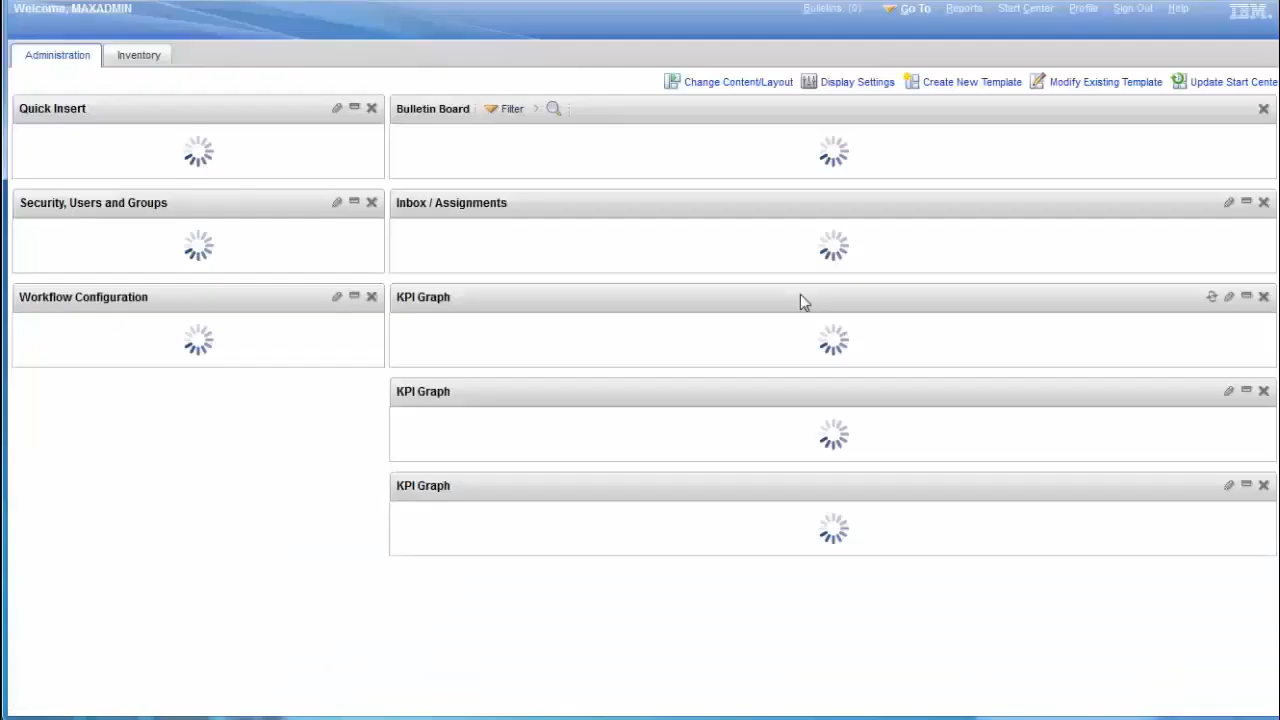 Welcome, MAXADMIN
Bulletins (0) Go To Reports Start Center Profile Sign Out Help IBM.
Administration Inventory
Change Content/Layout Display Settings Create New Template Modify Existing Template Update Start Cente
Quick Insert
Bulletin Board Filter
Security, Users and Groups
Inbox / Assignments
Workflow Configuration
KPI Graph
KPI Graph
KPI Graph